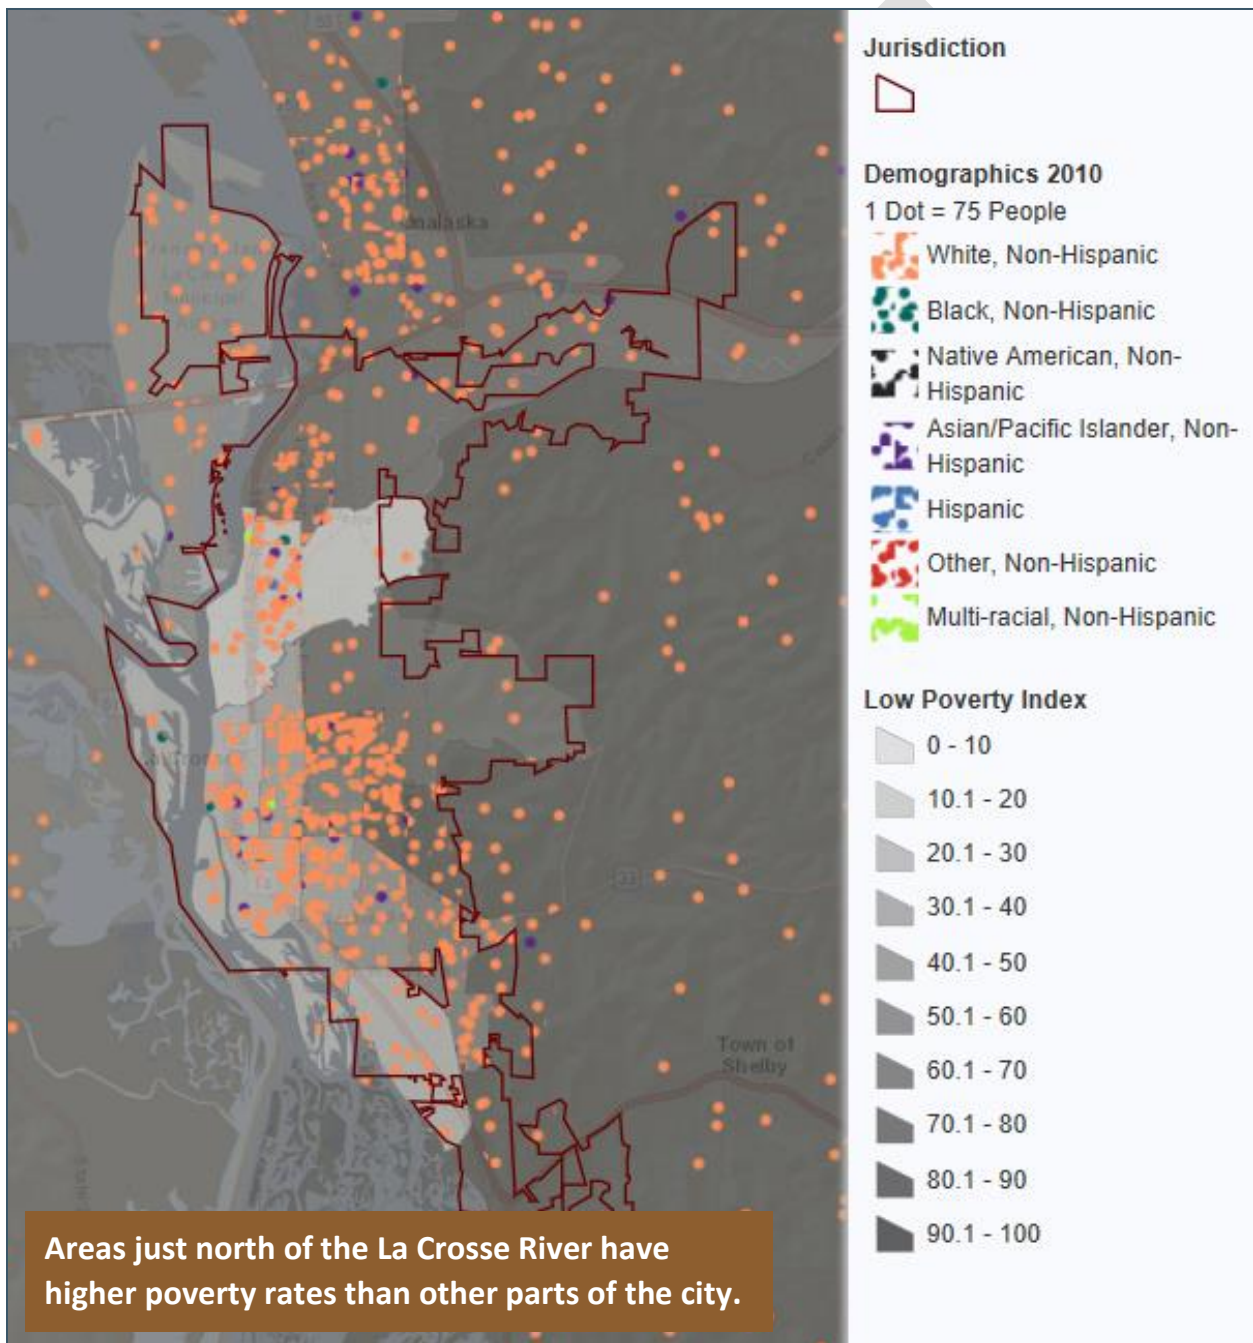 Jurisdiction
Demographics 2010
1 Dot = 75 People
White, Non-Hispanic
Black, Non-Hispanic
Native American, Non-
Hispanic
Asian/Pacific Islander, Non-
Hispanic
Hispanic
Other, Non-Hispanic
Multi-racial, Non-Hispanic
Low Poverty Index
0 - 10
10.1 - 20
20.1 - 30
30.1 - 40
40.1 - 50
50.1 - 60
60.1 - 70
70.1 - 80
80.1 - 90
90.1 - 100
Onalaska
33
Town of
Shelby
Areas just north of the La Crosse River have
higher poverty rates than other parts of the city.